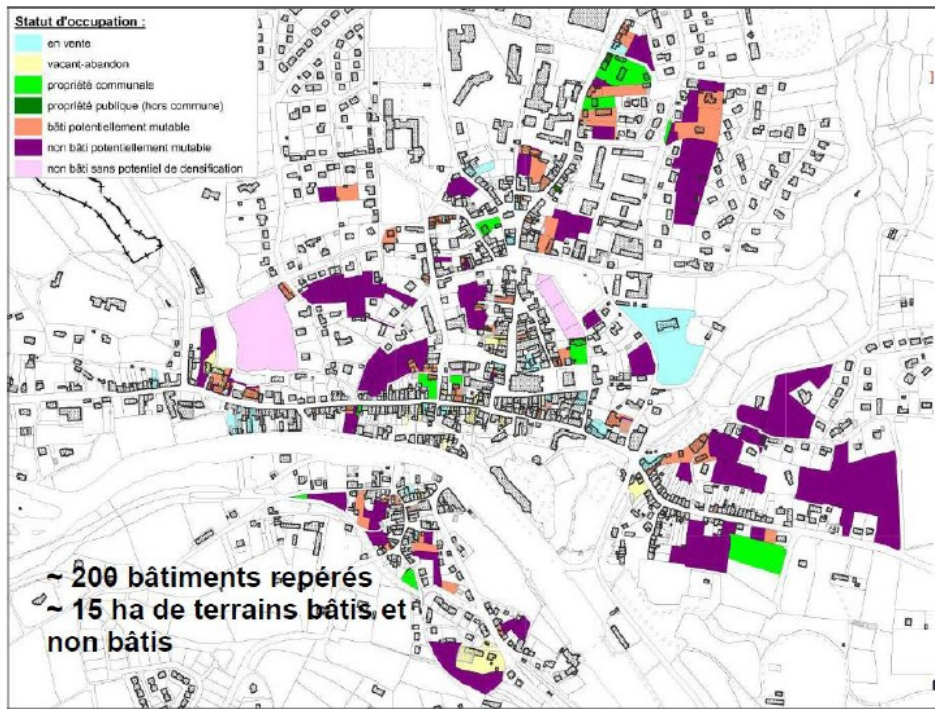 Statut d'occupation :
en vente
vacant-abandon
propriété communale
propriété publique (hors commune)
bâti potentiellement mutable
non bâti potentiellement mutable
non bâti sans potentiel de densification
~ 200 bâtiments repérés
~ 15 ha de terrains bâtis et
non bâtis